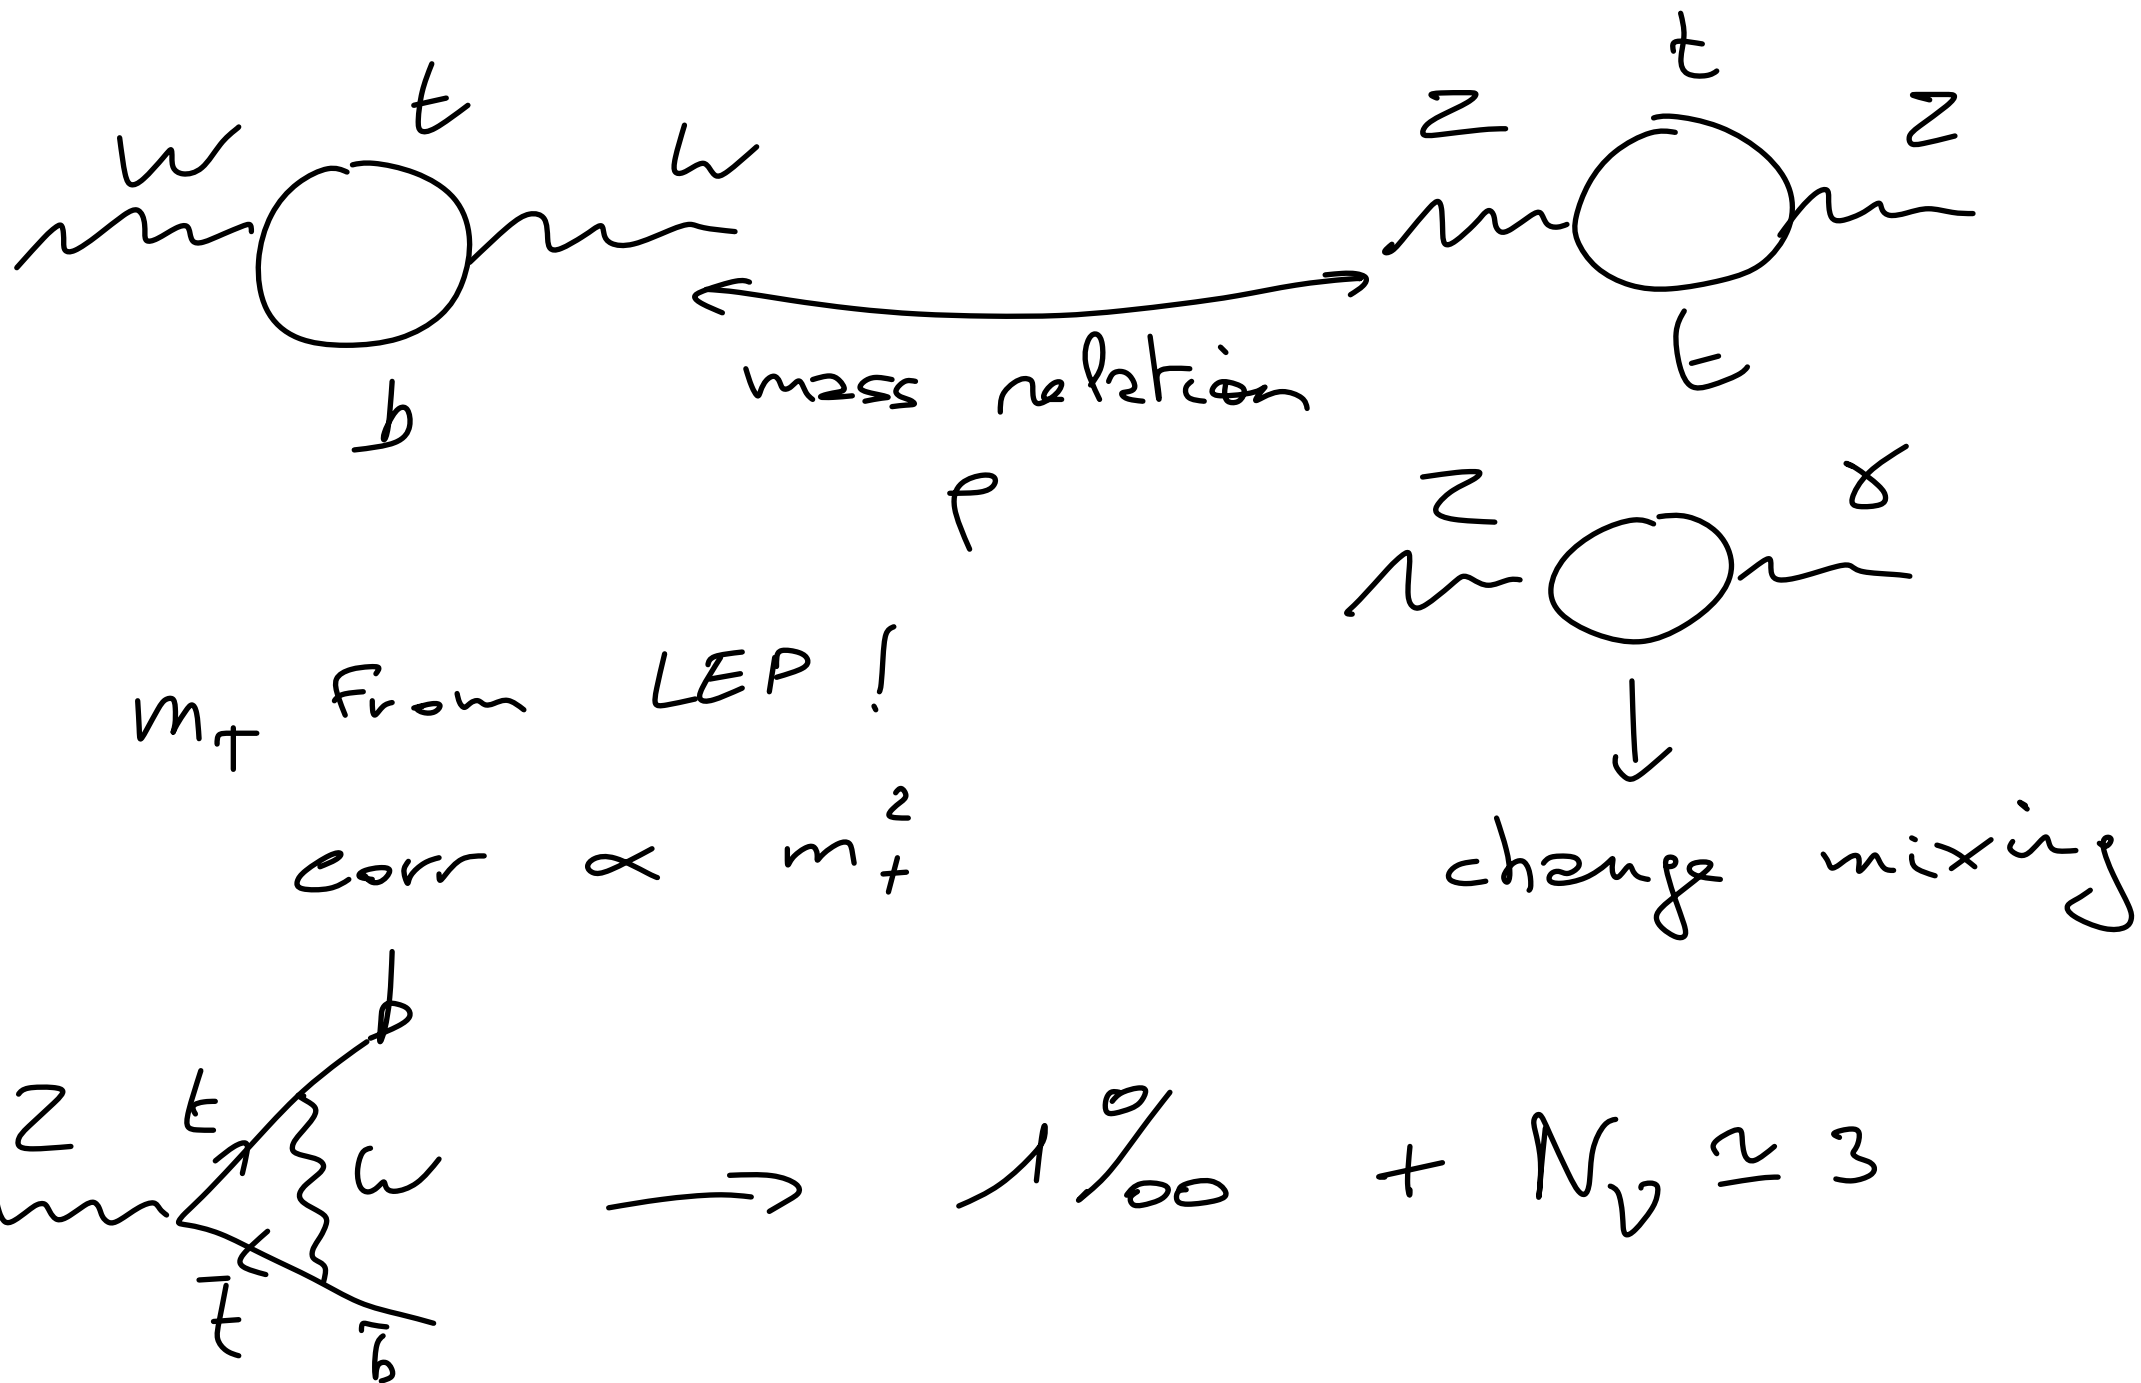 W t W
b
Z t Z
t
mass relation
ρ
Z γ
m_t from LEP !
corr ∝ m_t^2
change mixing
Z t b
W
t̄ b̄
→ 1‰ + N_ν ≃ 3